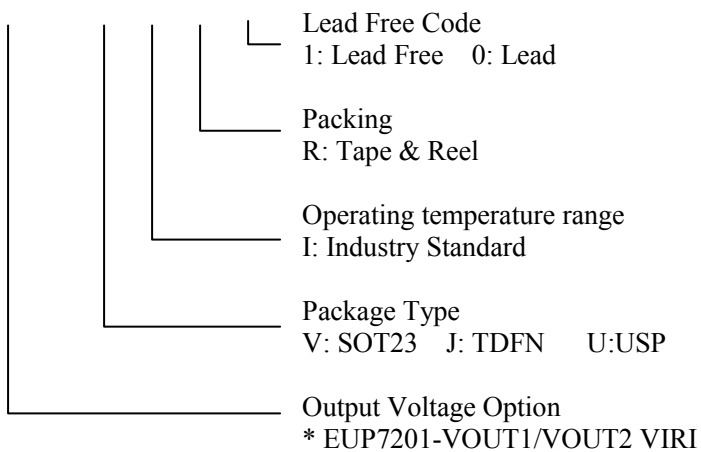 Lead Free Code
1: Lead Free 0: Lead
Packing
R: Tape & Reel
Operating temperature range
I: Industry Standard
Package Type
V: SOT23 J: TDFN U:USP
Output Voltage Option
* EUP7201-VOUT1/VOUT2 VIRI